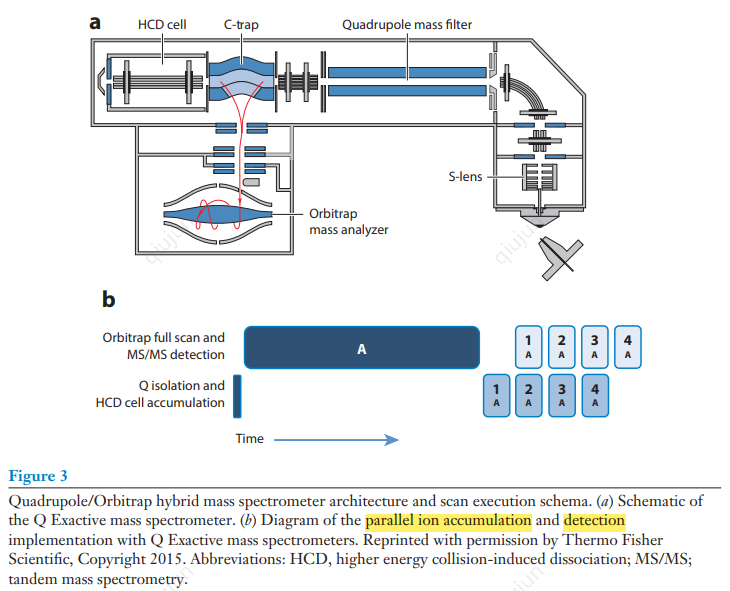 a
HCD cell
C-trap
Quadrupole mass filter
S-lens
Orbitrap
mass analyzer
b
Orbitrap full scan and
MS/MS detection
A
1
A
2
A
3
A
4
A
Q isolation and
HCD cell accumulation
1
A
2
A
3
A
4
A
Time
Figure 3
Quadrupole/Orbitrap hybrid mass spectrometer architecture and scan execution schema. (a) Schematic of
the Q Exactive mass spectrometer. (b) Diagram of the parallel ion accumulation and detection
implementation with Q Exactive mass spectrometers. Reprinted with permission by Thermo Fisher
Scientific, Copyright 2015. Abbreviations: HCD, higher energy collision-induced dissociation; MS/MS;
tandem mass spectrometry.